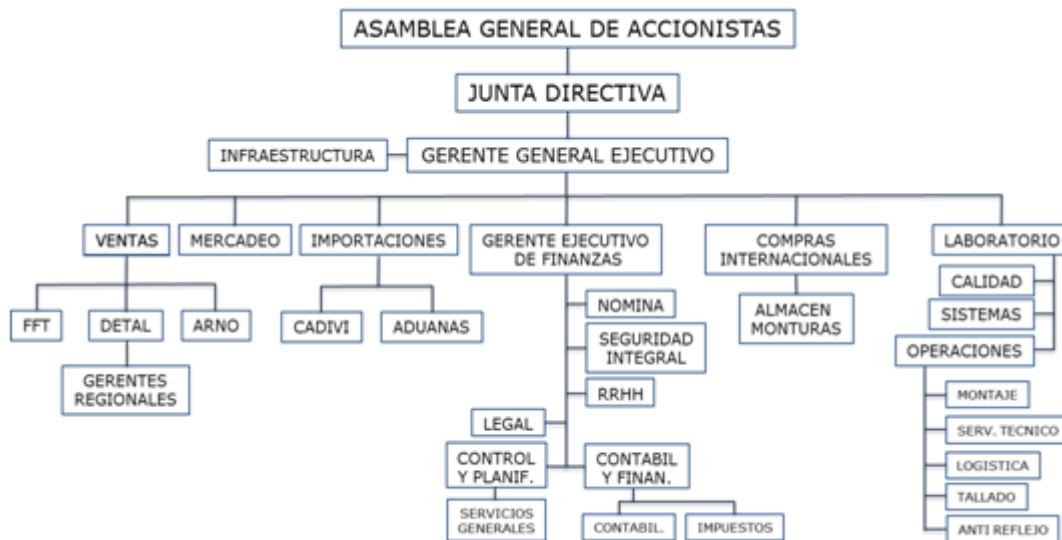 ASAMBLEA GENERAL DE ACCIONISTAS
JUNTA DIRECTIVA
INFRAESTRUCTURA
GERENTE GENERAL EJECUTIVO
VENTAS
MERCADEO
IMPORTACIONES
GERENTE EJECUTIVO
DE FINANZAS
COMPRAS
INTERNACIONALES
LABORATORIO
FFT
DETAL
ARNO
GERENTES
REGIONALES
CADIVI
ADUANAS
NOMINA
SEGURIDAD
INTEGRAL
RRHH
LEGAL
CONTROL
Y PLANIF.
SERVICIOS
GENERALES
CONTABIL
Y FINAN.
CONTABIL.
IMPUESTOS
ALMACEN
MONTURAS
CALIDAD
SISTEMAS
OPERACIONES
MONTAJE
SERV. TECNICO
LOGISTICA
TALLADO
ANTI REFLEJO